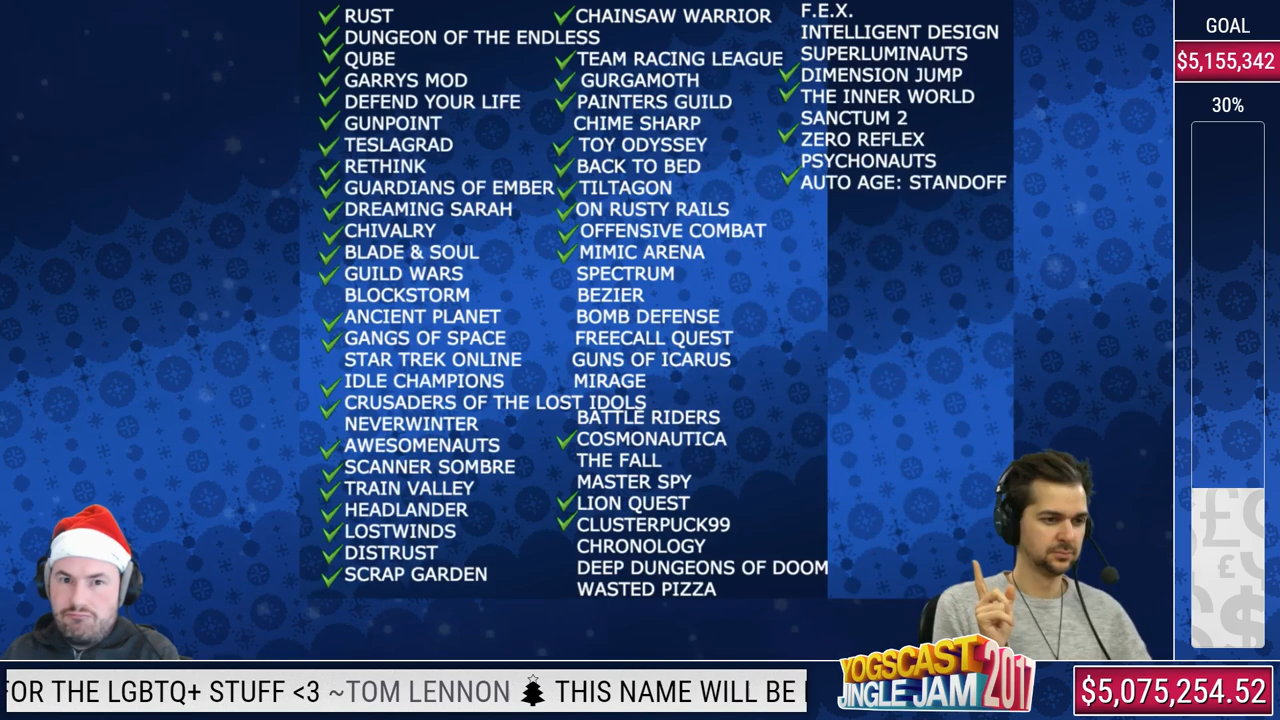 RUST
DUNGEON OF THE ENDLESS
QUBE
GARRYS MOD
DEFEND YOUR LIFE
GUNPOINT
TESLAGRAD
RETHINK
GUARDIANS OF EMBER
DREAMING SARAH
CHIVALRY
BLADE & SOUL
GUILD WARS
BLOCKSTORM
ANCIENT PLANET
GANGS OF SPACE
STAR TREK ONLINE
IDLE CHAMPIONS
CRUSADERS OF THE LOST IDOLS
NEVERWINTER
AWESOMENAUTS
SCANNER SOMBRE
TRAIN VALLEY
HEADLANDER
LOSTWINDS
DISTRUST
SCRAP GARDEN
CHAINSAW WARRIOR
TEAM RACING LEAGUE
GURGAMOTH
PAINTERS GUILD
CHIME SHARP
TOY ODYSSEY
BACK TO BED
TILTAGON
ON RUSTY RAILS
OFFENSIVE COMBAT
MIMIC ARENA
SPECTRUM
BEZIER
BOMB DEFENSE
FREECALL QUEST
GUNS OF ICARUS
MIRAGE
BATTLE RIDERS
COSMONAUTICA
THE FALL
MASTER SPY
LION QUEST
CLUSTERPUCK99
CHRONOLOGY
DEEP DUNGEONS OF DOOM
WASTED PIZZA
F.E.X.
INTELLIGENT DESIGN
SUPERLUMINAUTS
DIMENSION JUMP
THE INNER WORLD
SANCTUM 2
ZERO REFLEX
PSYCHONAUTS
AUTO AGE: STANDOFF
GOAL
$5,155,342
30%
FOR THE LGBTQ+ STUFF <3 ~TOM LENNON THIS NAME WILL BE
YOGSCAST
JINGLE JAM 2017
$5,075,254.52